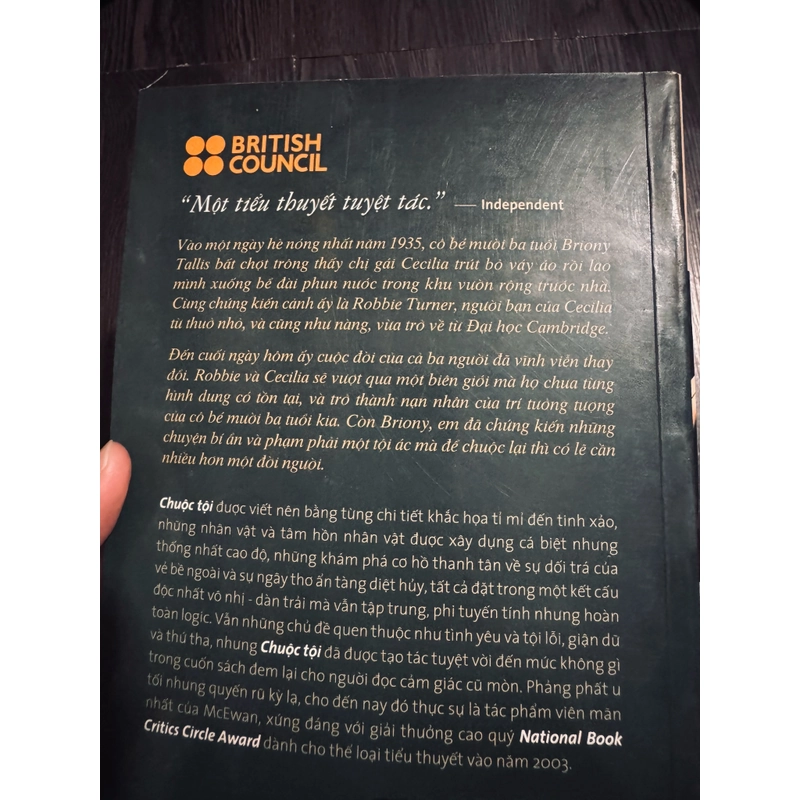 BRITISH
COUNCIL
“Một tiểu thuyết tuyệt tác.” — Independent
Vào một ngày hè nóng nhất năm 1935, cô bé mười ba tuổi Briony
Tallis bất chợt trông thấy chị gái Cecilia trút bỏ váy áo rồi lao
mình xuống bể đài phun nước trong khu vườn rộng trước nhà.
Cùng chứng kiến cảnh ấy là Robbie Turner, người bạn của Cecilia
từ thuở nhỏ, và cũng như nàng, vừa trở về từ Đại học Cambridge.
Đến cuối ngày hôm ấy cuộc đời của cả ba người đã vĩnh viễn thay
đổi. Robbie và Cecilia sẽ vượt qua một biên giới mà họ chưa từng
hình dung có tồn tại, và trở thành nạn nhân của trí tưởng tượng
của cô bé mười ba tuổi kia. Còn Briony, em đã chứng kiến những
chuyện bí ẩn và phạm phải một tội ác mà để chuộc lại thì có lẽ cần
nhiều hơn một đời người.
Chuộc tội được viết nên bằng từng chi tiết khắc họa tỉ mỉ đến tinh xảo,
những nhân vật và tâm hồn nhân vật được xây dựng cá biệt nhưng
thống nhất cao độ, những khám phá cơ hồ thanh tân về sự dối trá của
vẻ bề ngoài và sự ngây thơ ẩn tàng diệt hủy, tất cả đặt trong một kết cấu
độc nhất vô nhị - dàn trải mà vẫn tập trung, phi tuyến tính nhưng hoàn
toàn logic. Vẫn những chủ đề quen thuộc như tình yêu và tội lỗi, giận dữ
và thứ tha, nhưng Chuộc tội đã được tạo tác tuyệt vời đến mức không gì
trong cuốn sách đem lại cho người đọc cảm giác cũ mòn. Phảng phất u
tối nhưng quyến rũ kỳ lạ, cho đến nay đó thực sự là tác phẩm viên mãn
nhất của McEwan, xứng đáng với giải thưởng cao quý National Book
Critics Circle Award dành cho thể loại tiểu thuyết vào năm 2003.